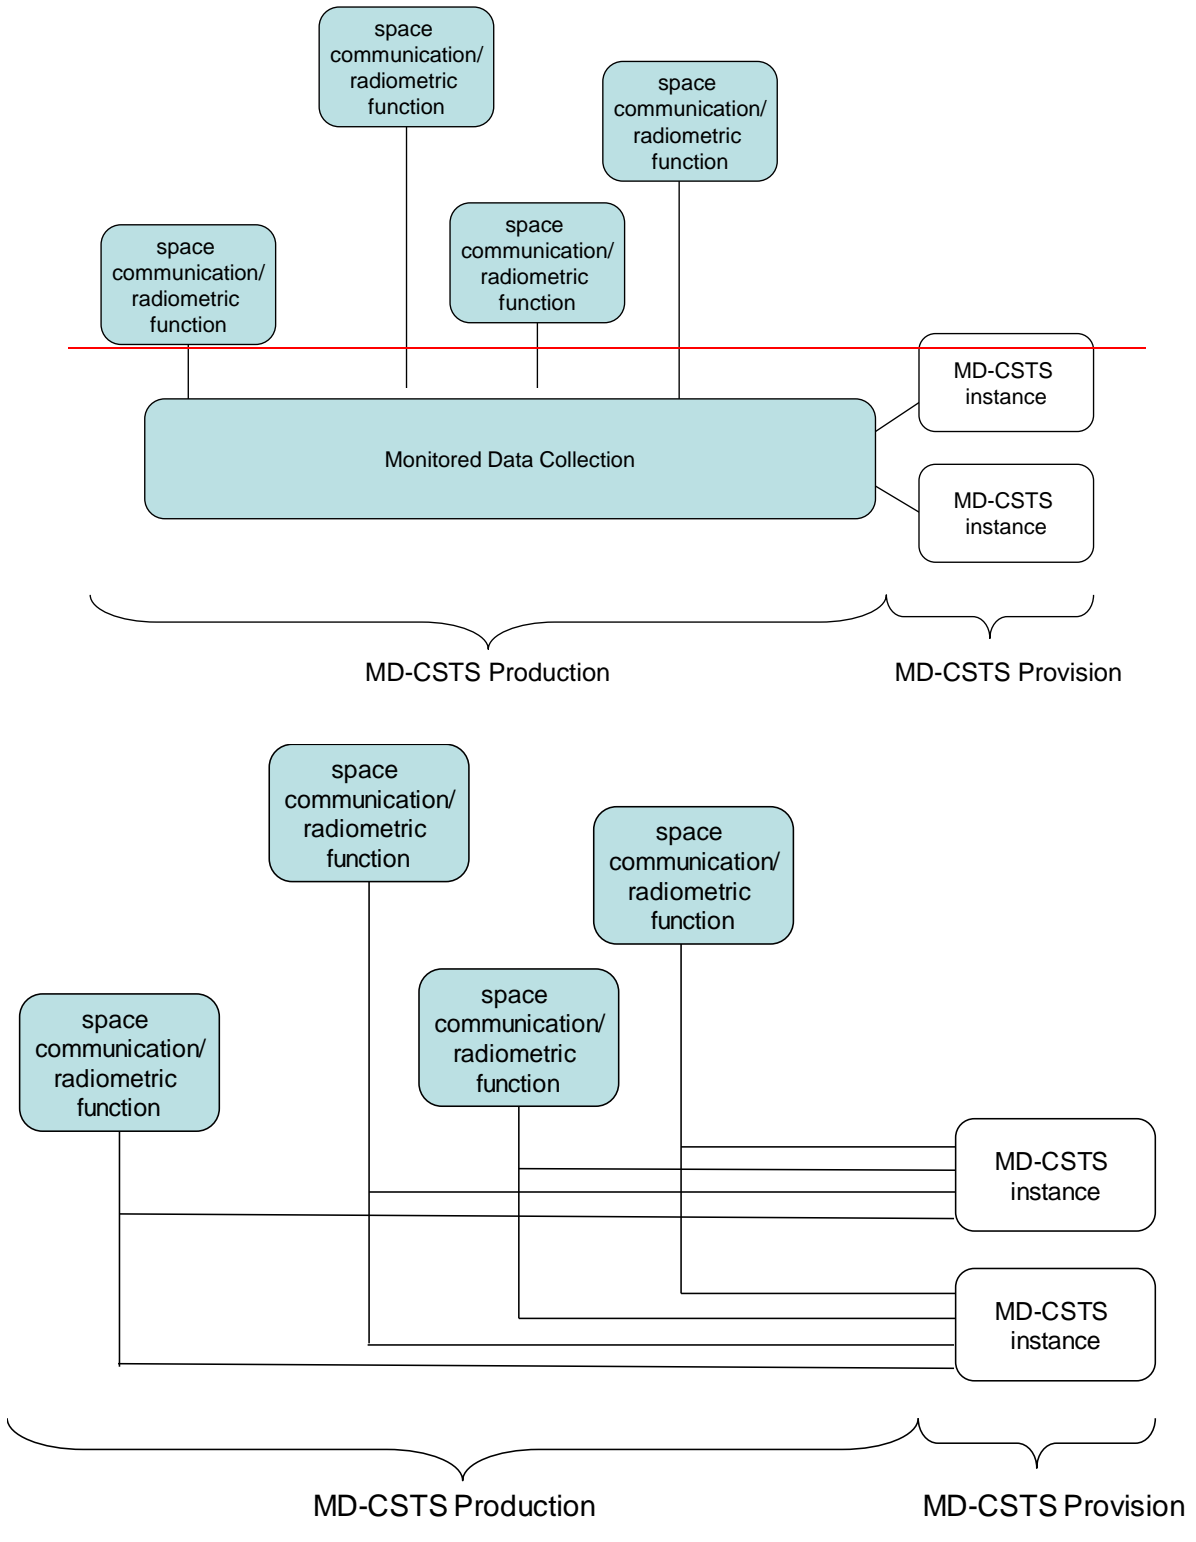 space
communication/
radiometric
function
space
communication/
radiometric
function
space
communication/
radiometric
function
space
communication/
radiometric
function
MD-CSTS
instance
Monitored Data Collection
MD-CSTS
instance
MD-CSTS Production
MD-CSTS Provision
space
communication/
radiometric
function
space
communication/
radiometric
function
space
communication/
radiometric
function
space
communication/
radiometric
function
MD-CSTS
instance
MD-CSTS
instance
MD-CSTS Production
MD-CSTS Provision